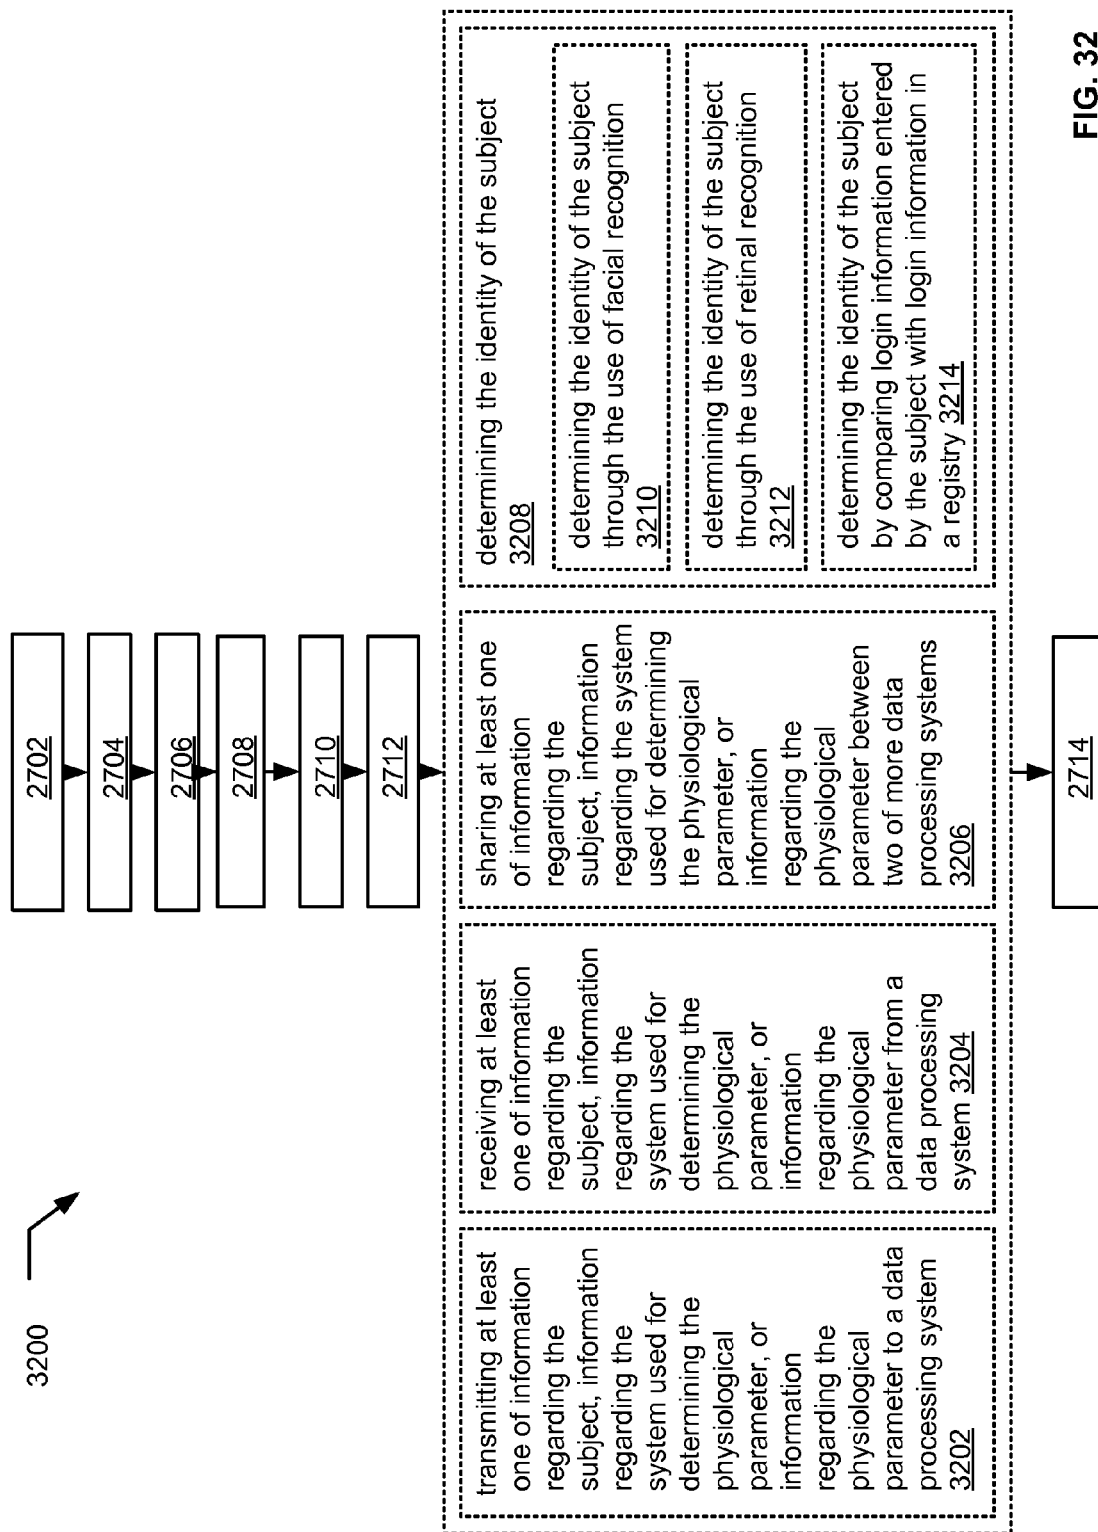 3200
2702
2704
2706
2708
2710
2712
transmitting at least
one of information
regarding the
subject, information
regarding the
system used for
determining the
physiological
parameter, or
information
regarding the
physiological
parameter to a data
processing system
3202
receiving at least
one of information
regarding the
subject, information
regarding the
system used for
determining the
physiological
parameter, or
information
regarding the
physiological
parameter from a
data processing
system 3204
sharing at least one
of information
regarding the
subject, information
regarding the system
used for determining
the physiological
parameter, or
information
regarding the
physiological
parameter between
two of more data
processing systems
3206
determining the identity of the subject
3208
determining the identity of the subject
through the use of facial recognition
3210
determining the identity of the subject
through the use of retinal recognition
3212
determining the identity of the subject
by comparing login information entered
by the subject with login information in
a registry 3214
2714
FIG. 32